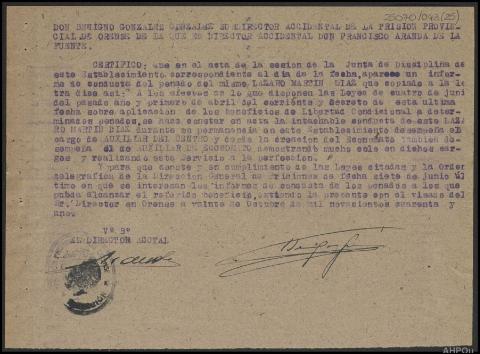 25070/043(25)
DON BENIGNO GONZALEZ GONZALEZ SUBDIRECTOR ACCIDENTAL DE LA PRISION PROVIN-
CIAL DE ORENSE DE LA QUE ES DIRECTOR ACCIDENTAL DON FRANCISCO ARANDA DE LA
FUENTE.
CERTIFICO: que en el acta de la sesion de la Junta de Disciplina de
este Establecimiento correspondiente al dia de la fecha, aparece un infor-
me de conducta del penado del mismo LAZARO MARTIN DIAZ que copiado a la le-
tra dice asi: A los efectos de lo que disponen las Leyes de cuatro de juni
del pasado año y primero de abril del corriente y Decreto de esta ultima
fecha sobre aplicacion de los beneficios de Libertad Condicional a deter-
minados penados, se hace constar en acta la intachable conducta de este LAZA
RO MARTIN DIAZ durante su permanencia en este Establecimiento desempeña el
cargo de AUXILIAR DEL CENTRO y desde la creacion del Economato tambien de-
sempeña el de AUXILIAR DE ECONOMATO demostrando mucho celo en dichos car-
gos y realizando este Servicio a la perfeccion.
Y para que conste y en cumplimiento de las Leyes citadas y la Orden
telegrafica de la Direccion General de Prisiones de fecha siete de junio úl
timo en que se interesan los informes de conducta de los penados a los que
pueda alcanzar el referido beneficio, extiendo la presente con el visado del
Sr. Director en Orense a veinte de Octubre de mil novecientos cuarenta y
uno.
Vº Bº
EL DIRECTOR ACCTAL
AHPOu